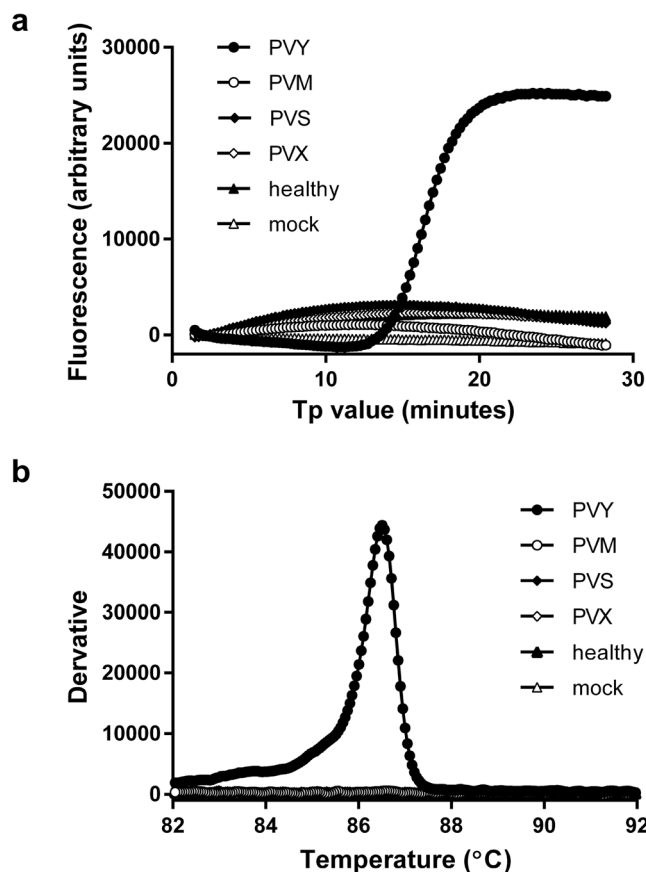 a
Fluorescence (arbitrary units)
30000
20000
10000
0
PVY
PVM
PVS
PVX
healthy
mock
0
10
20
30
Tp value (minutes)
b
Dervative
50000
40000
30000
20000
10000
0
PVY
PVM
PVS
PVX
healthy
mock
82
84
86
88
90
92
Temperature (°C)